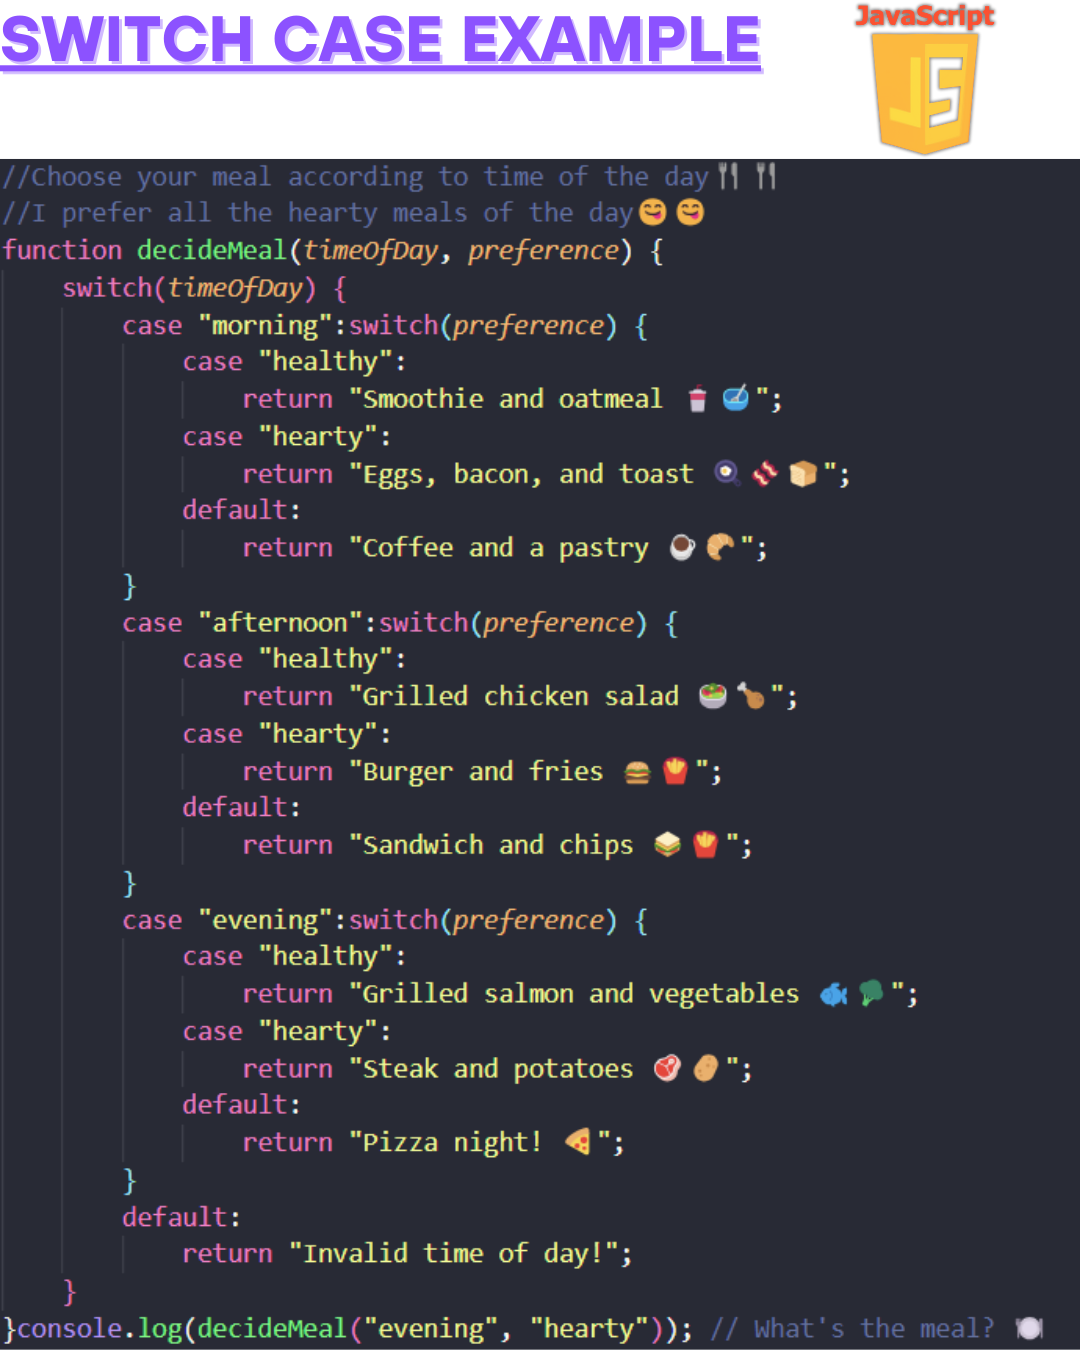 SWITCH CASE EXAMPLE
JavaScript
JS
//Choose your meal according to time of the day🍴 🍴
//I prefer all the hearty meals of the day😋 😋
function decideMeal(timeOfDay, preference) {
    switch(timeOfDay) {
        case "morning":switch(preference) {
            case "healthy":
                return "Smoothie and oatmeal 🥤 🥣";
            case "hearty":
                return "Eggs, bacon, and toast 🍳 🥓 🍞";
            default:
                return "Coffee and a pastry ☕ 🥐";
        }
        case "afternoon":switch(preference) {
            case "healthy":
                return "Grilled chicken salad 🥗 🍗";
            case "hearty":
                return "Burger and fries 🍔 🍟";
            default:
                return "Sandwich and chips 🥪 🍟";
        }
        case "evening":switch(preference) {
            case "healthy":
                return "Grilled salmon and vegetables 🐟 🥦";
            case "hearty":
                return "Steak and potatoes 🥩 🥔";
            default:
                return "Pizza night! 🍕";
        }
        default:
            return "Invalid time of day!";
    }
}console.log(decideMeal("evening", "hearty")); // What's the meal? 🍽️